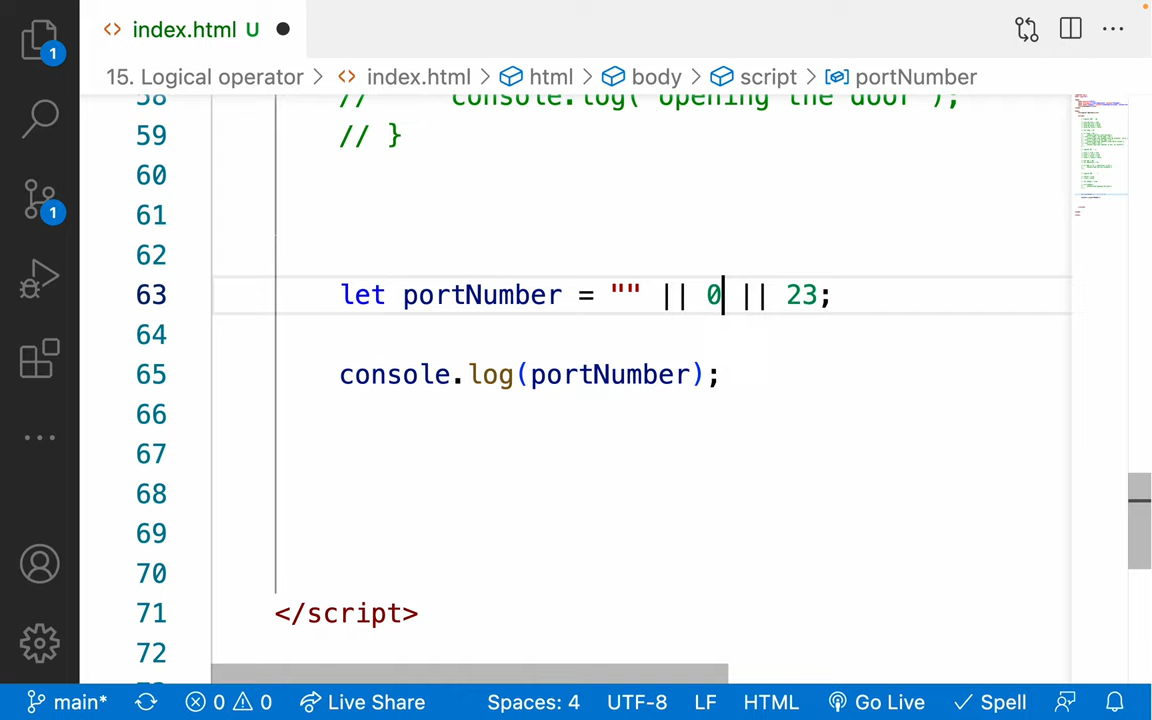 index.html U
1
15. Logical operator > <> index.html > html > body > script > portNumber
58 // console.log( opening the door );
59 // }
60
61
62
63 let portNumber = "" || 0 || 23;
64
65 console.log(portNumber);
66
67
68
69
70
71 </script>
72
1
main* 0 0 Live Share Spaces: 4 UTF-8 LF HTML Go Live Spell